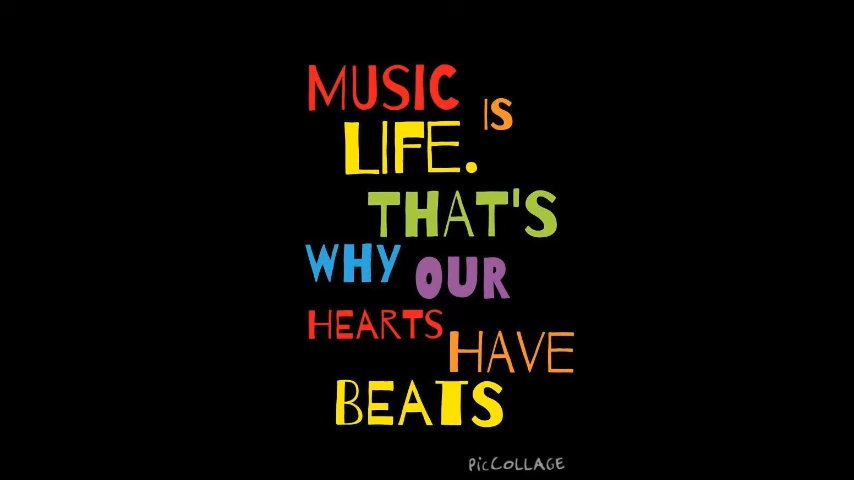 MUSIC IS
LIFE.
THAT'S
WHY OUR
HEARTS HAVE
BEATS
PicCOLLAGE